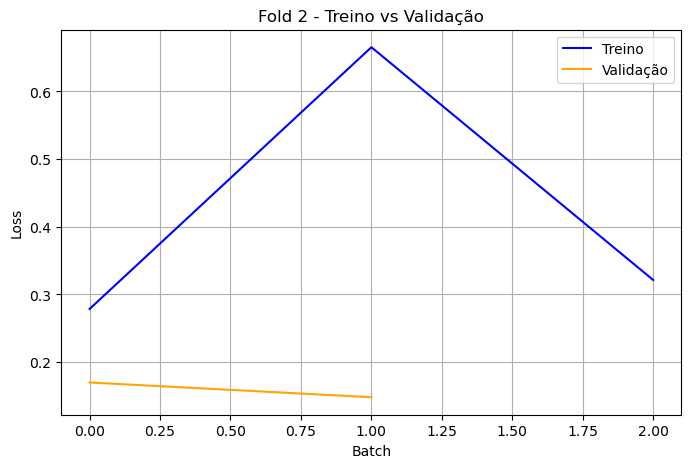 Fold 2 - Treino vs Validação
Treino
Validação
Loss
0.6
0.5
0.4
0.3
0.2
0.00 0.25 0.50 0.75 1.00 1.25 1.50 1.75 2.00
Batch